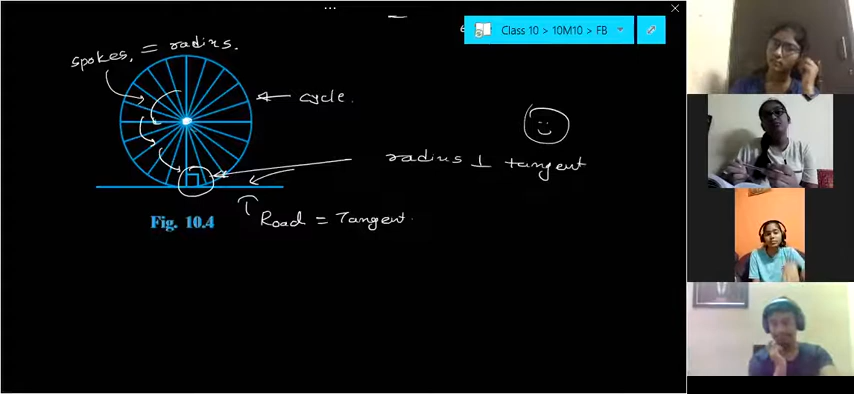 Class 10 > 10M10 > FB
spokes, = radius.
cycle.
radius ⊥ tangent
Road = Tangent.
Fig. 10.4